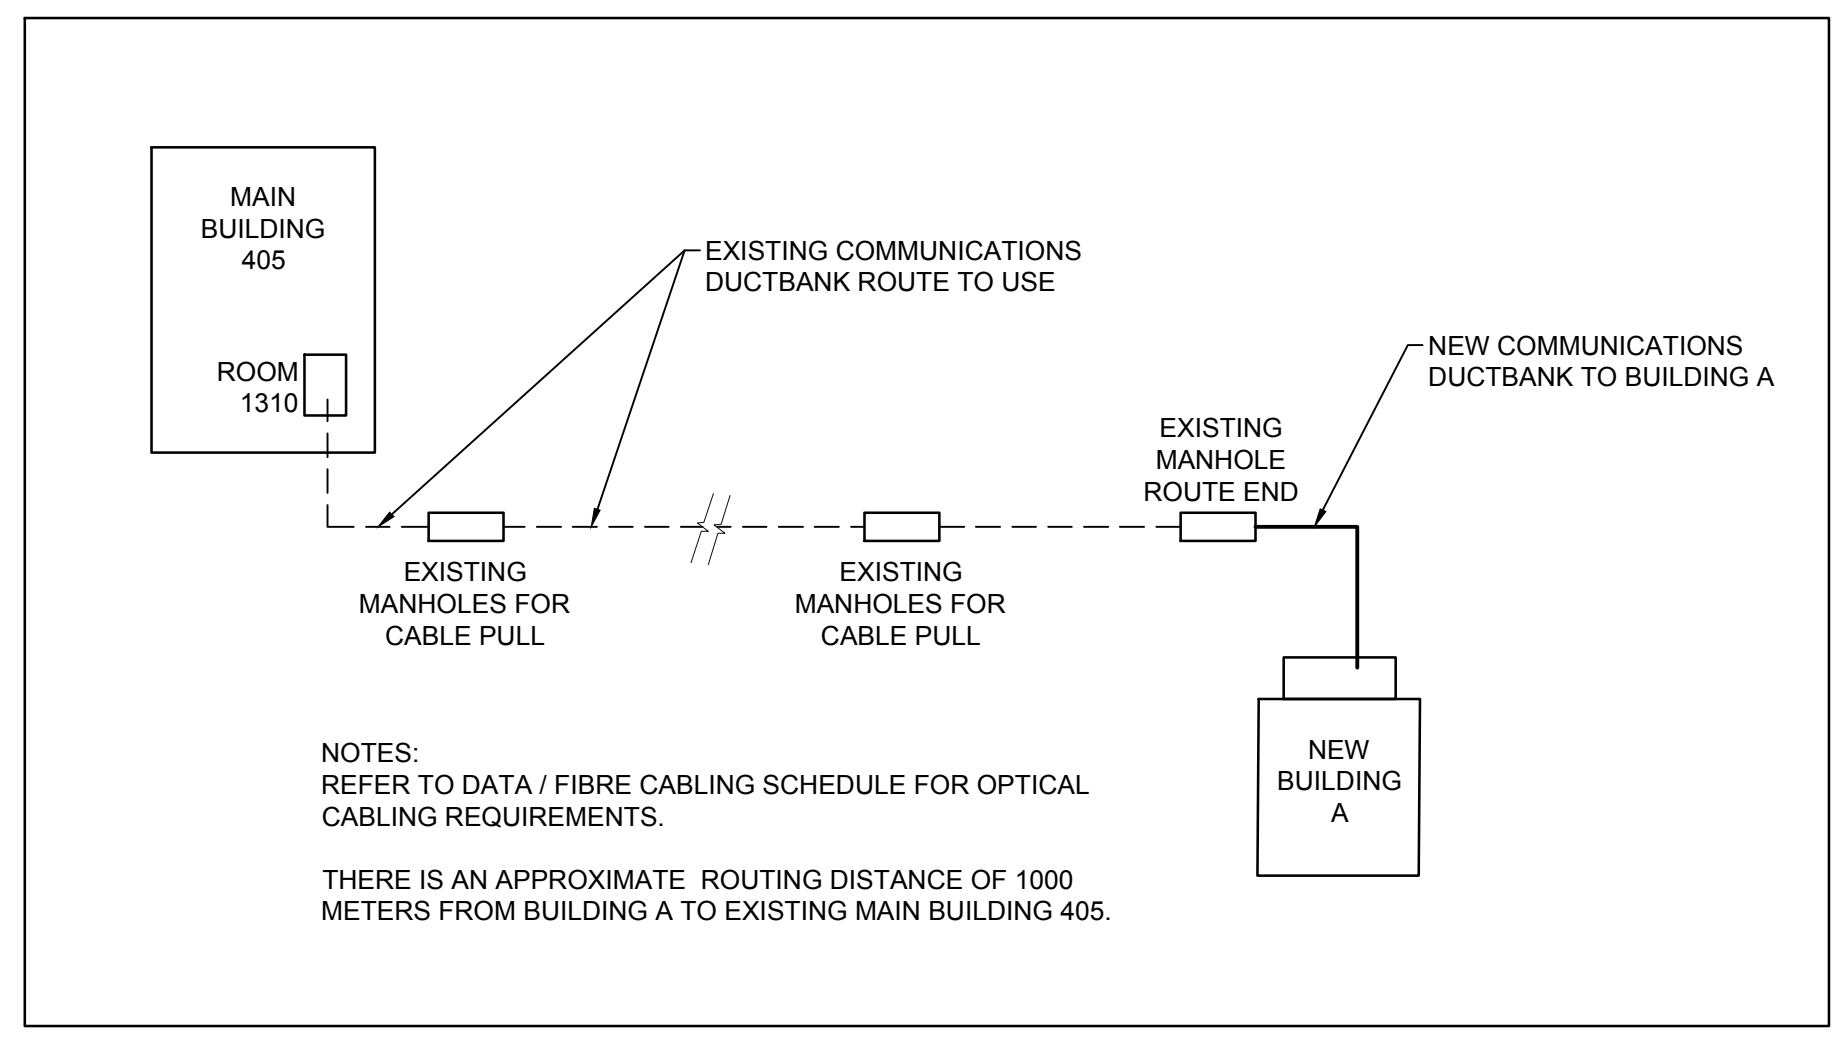 MAIN
BUILDING
405
ROOM
1310
EXISTING COMMUNICATIONS
DUCTBANK ROUTE TO USE
NEW COMMUNICATIONS
DUCTBANK TO BUILDING A
EXISTING
MANHOLE
ROUTE END
EXISTING
MANHOLES FOR
CABLE PULL
EXISTING
MANHOLES FOR
CABLE PULL
NEW
BUILDING
A
NOTES:
REFER TO DATA / FIBRE CABLING SCHEDULE FOR OPTICAL
CABLING REQUIREMENTS.
THERE IS AN APPROXIMATE ROUTING DISTANCE OF 1000
METERS FROM BUILDING A TO EXISTING MAIN BUILDING 405.